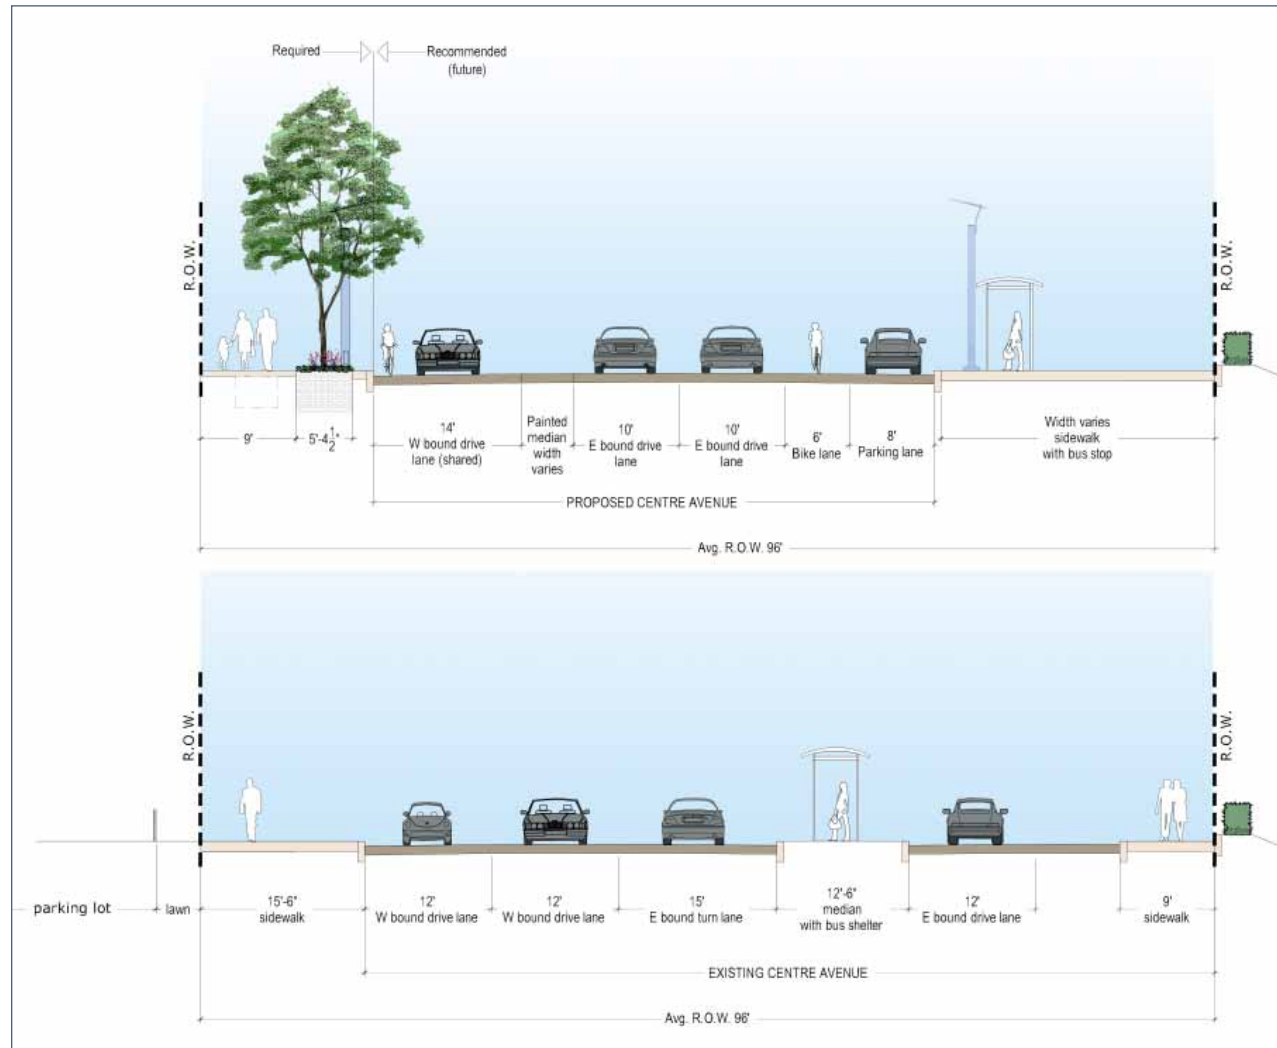 Required
Recommended
(future)
R.O.W.
R.O.W.
9'
5'-4 1/2"
14'
W bound drive
lane (shared)
Painted
median
width
varies
10'
E bound drive
lane
10'
E bound drive
lane
6'
Bike lane
8'
Parking lane
Width varies
sidewalk
with bus stop
PROPOSED CENTRE AVENUE
Avg. R.O.W. 96'
R.O.W.
R.O.W.
parking lot
lawn
15'-6"
sidewalk
12'
W bound drive lane
12'
W bound drive lane
15'
E bound turn lane
12'-6"
median
with bus shelter
12'
E bound drive lane
9'
sidewalk
EXISTING CENTRE AVENUE
Avg. R.O.W. 96'